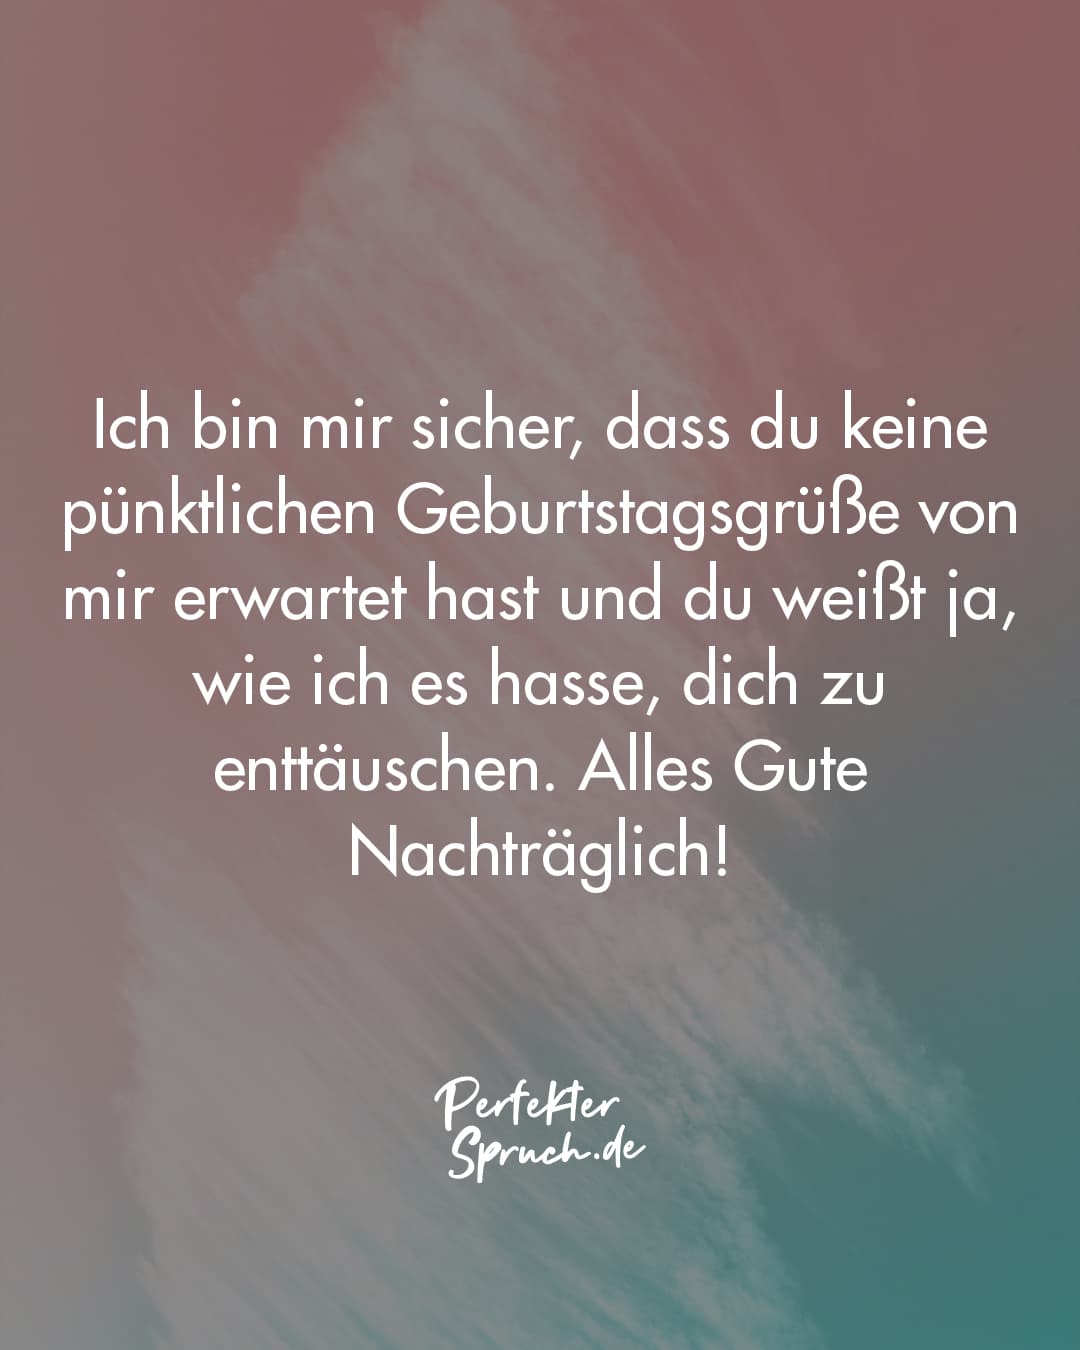 Ich bin mir sicher, dass du keine
pünktlichen Geburtstagsgrüße von
mir erwartet hast und du weißt ja,
wie ich es hasse, dich zu
enttäuschen. Alles Gute
Nachträglich!
Perfekter
Spruch.de